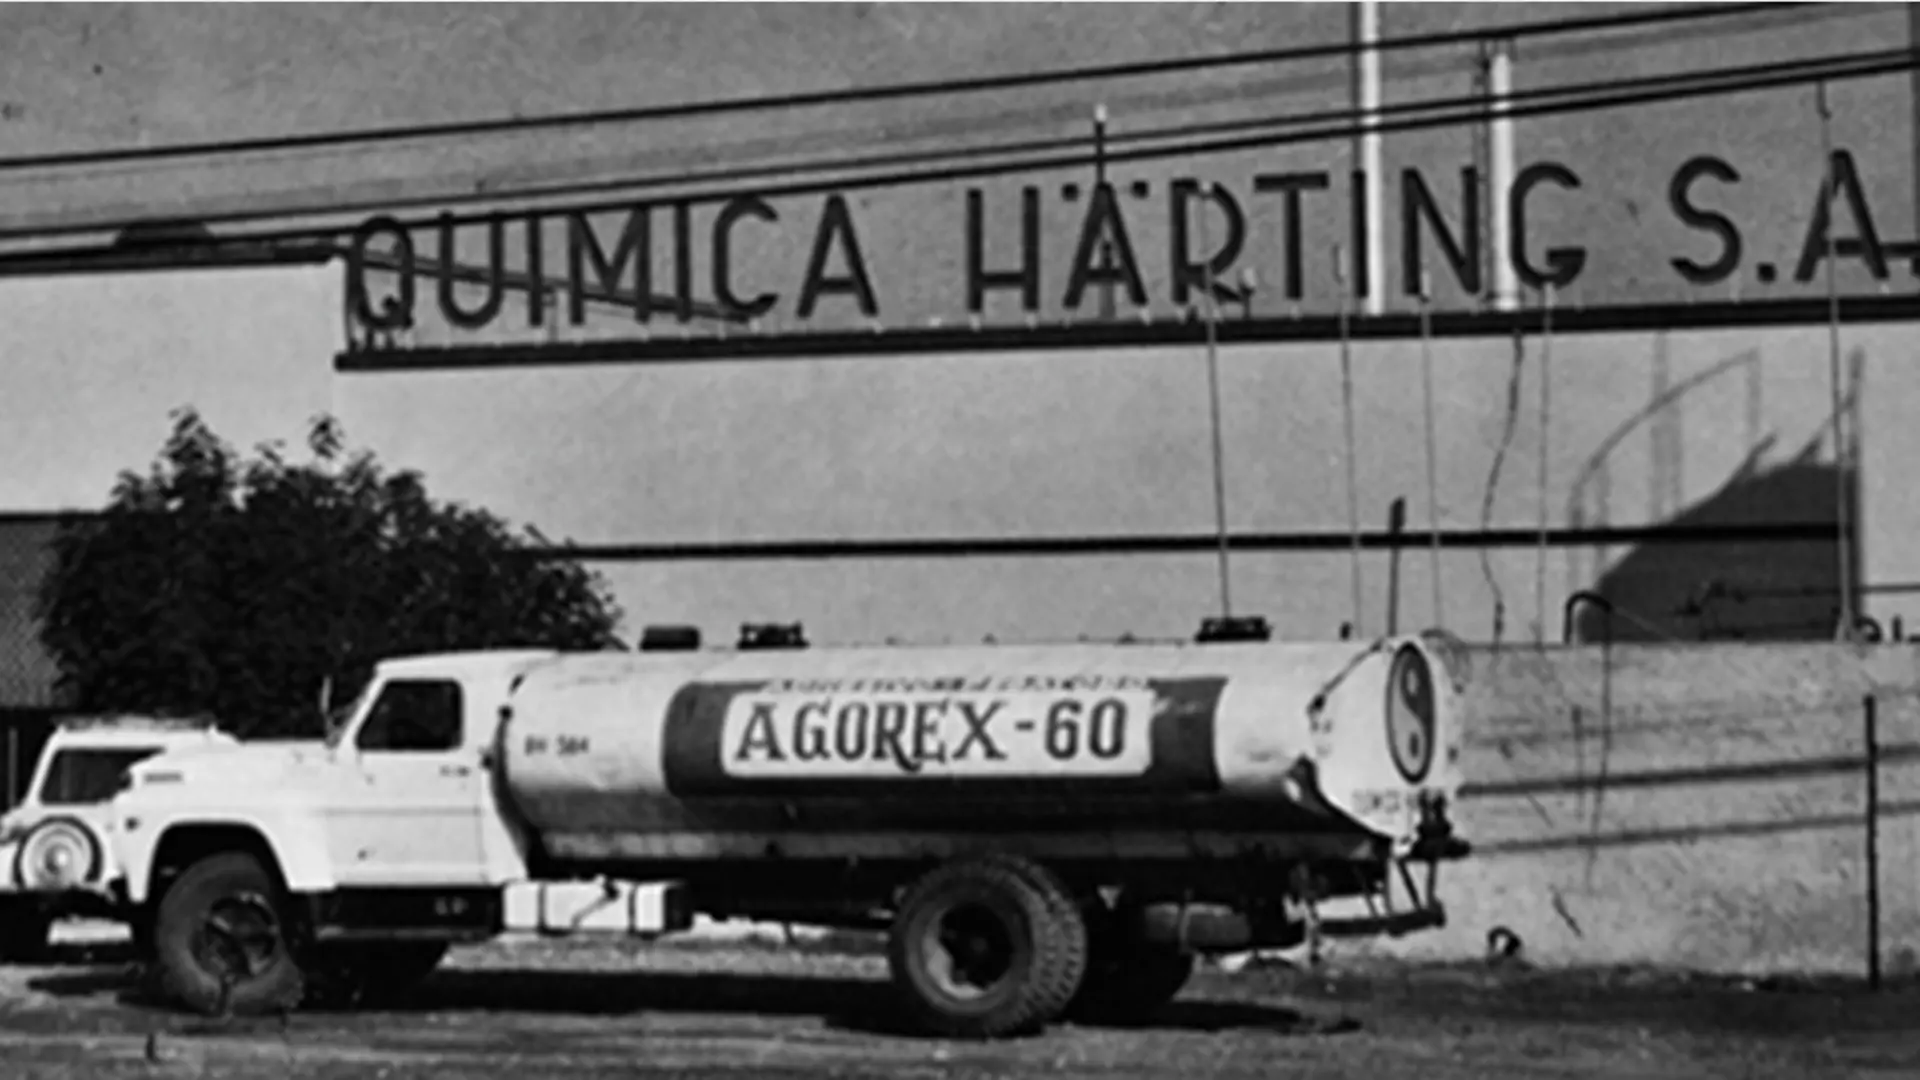 QUIMICA HÄRTING S.A.
AGOREX-60